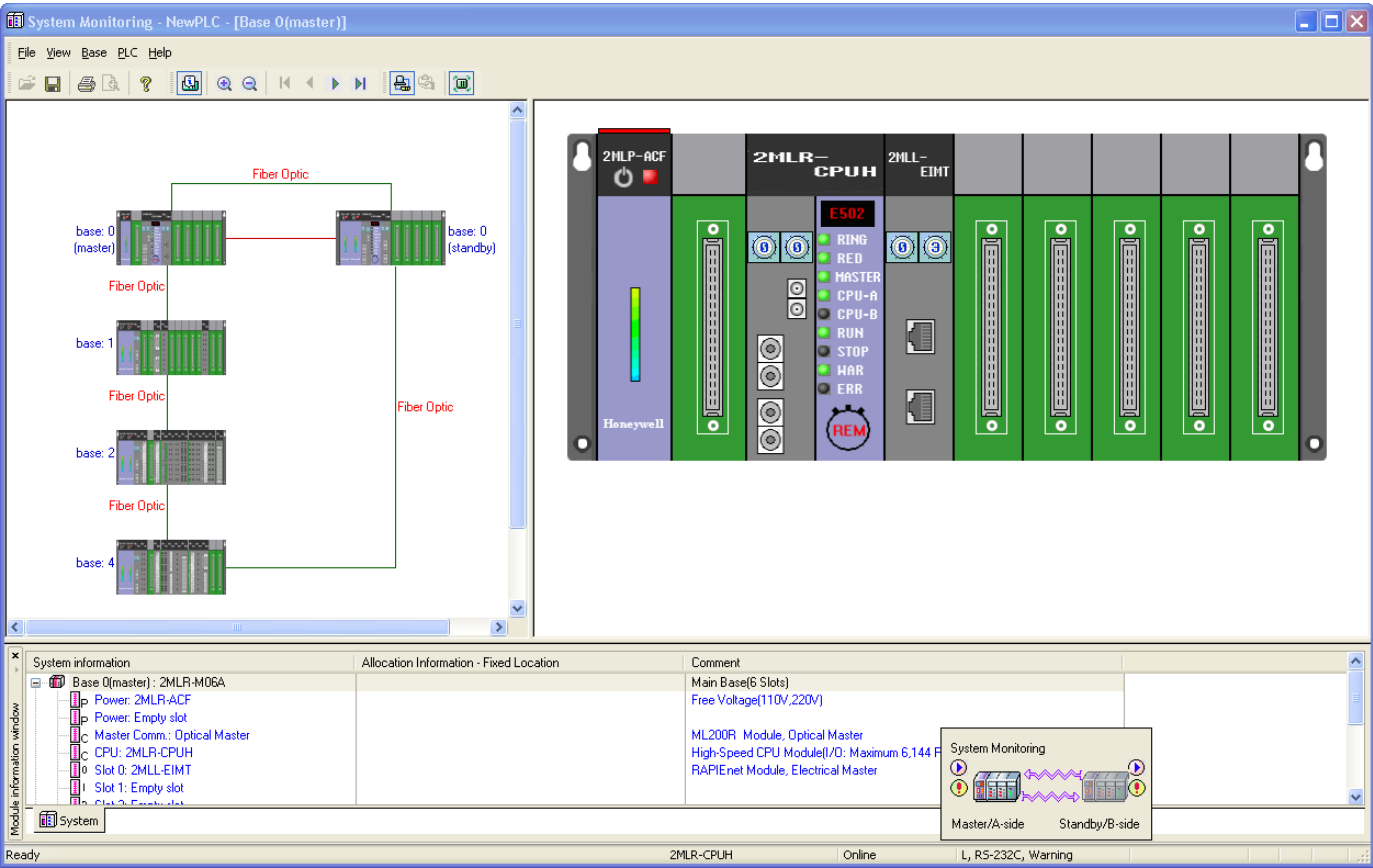 System Monitoring - NewPLC - [Base 0(master)]
File View Base PLC Help
Fiber Optic
base: 0
(master)
base: 0
(standby)
Fiber Optic
base: 1
Fiber Optic
Fiber Optic
base: 2
Fiber Optic
base: 4
2MLP-ACF
2MLR-
CPUH
2MLL-
EIMT
E502
0 0
0 3
RING
RED
MASTER
CPU-A
CPU-B
RUN
STOP
WAR
ERR
REM
Honeywell
Module information window
System information Allocation Information - Fixed Location Comment
Base 0(master) : 2MLR-M06A Main Base(6 Slots)
P Power: 2MLR-ACF Free Voltage(110V,220V)
P Power: Empty slot
C Master Comm.: Optical Master ML200R Module, Optical Master
C CPU: 2MLR-CPUH High-Speed CPU Module(I/O: Maximum 6,144 P
0 Slot 0: 2MLL-EIMT RAPIEnet Module, Electrical Master
1 Slot 1: Empty slot
System
System Monitoring
Master/A-side Standby/B-side
Ready 2MLR-CPUH Online L, RS-232C, Warning